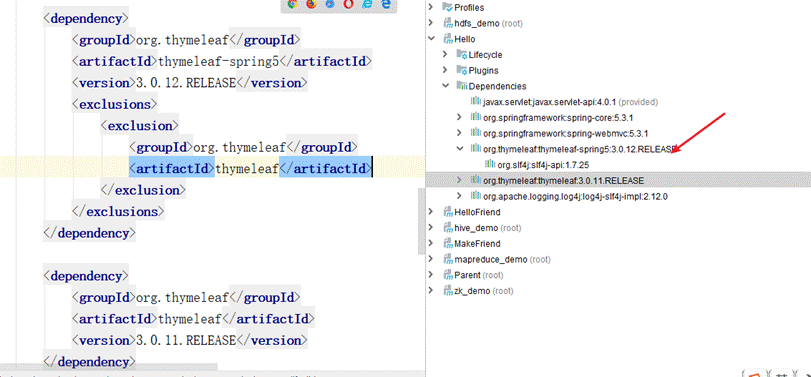 <dependency>
<groupId>org.thymeleaf</groupId>
<artifactId>thymeleaf-spring5</artifactId>
<version>3.0.12.RELEASE</version>
<exclusions>
<exclusion>
<groupId>org.thymeleaf</groupId>
<artifactId>thymeleaf</artifactId>
</exclusion>
</exclusions>
</dependency>
<dependency>
<groupId>org.thymeleaf</groupId>
<artifactId>thymeleaf</artifactId>
<version>3.0.11.RELEASE</version>
</dependency>
Profiles
hdfs_demo (root)
Hello
Lifecycle
Plugins
Dependencies
javax.servlet:javax.servlet-api:4.0.1 (provided)
org.springframework:spring-core:5.3.1
org.springframework:spring-webmvc:5.3.1
org.thymeleaf:thymeleaf-spring5:3.0.12.RELEASE
org.slf4j:slf4j-api:1.7.25
org.thymeleaf:thymeleaf:3.0.11.RELEASE
org.apache.logging.log4j:log4j-slf4j-impl:2.12.0
HelloFriend
hive_demo (root)
MakeFriend
mapreduce_demo (root)
Parent (root)
zk_demo (root)